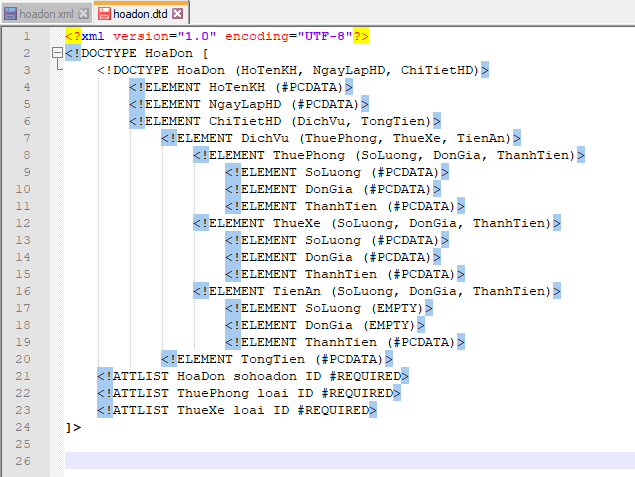 hoadon.xml hoadon.dtd
1 <?xml version="1.0" encoding="UTF-8"?>
2 <!DOCTYPE HoaDon [
3 <!DOCTYPE HoaDon (HoTenKH, NgayLapHD, ChiTietHD)>
4 <!ELEMENT HoTenKH (#PCDATA)>
5 <!ELEMENT NgayLapHD (#PCDATA)>
6 <!ELEMENT ChiTietHD (DichVu, TongTien)>
7 <!ELEMENT DichVu (ThuePhong, ThueXe, TienAn)>
8 <!ELEMENT ThuePhong (SoLuong, DonGia, ThanhTien)>
9 <!ELEMENT SoLuong (#PCDATA)>
10 <!ELEMENT DonGia (#PCDATA)>
11 <!ELEMENT ThanhTien (#PCDATA)>
12 <!ELEMENT ThueXe (SoLuong, DonGia, ThanhTien)>
13 <!ELEMENT SoLuong (#PCDATA)>
14 <!ELEMENT DonGia (#PCDATA)>
15 <!ELEMENT ThanhTien (#PCDATA)>
16 <!ELEMENT TienAn (SoLuong, DonGia, ThanhTien)>
17 <!ELEMENT SoLuong (EMPTY)>
18 <!ELEMENT DonGia (EMPTY)>
19 <!ELEMENT ThanhTien (#PCDATA)>
20 <!ELEMENT TongTien (#PCDATA)>
21 <!ATTLIST HoaDon sohoadon ID #REQUIRED>
22 <!ATTLIST ThuePhong loai ID #REQUIRED>
23 <!ATTLIST ThueXe loai ID #REQUIRED>
24 ]>
25
26